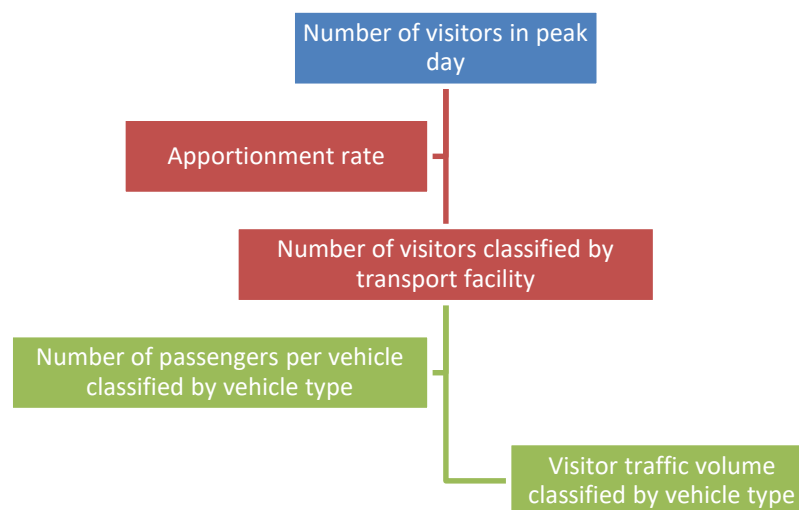 Number of visitors in peak
day
Apportionment rate
Number of visitors classified by
transport facility
Number of passengers per vehicle
classified by vehicle type
Visitor traffic volume
classified by vehicle type